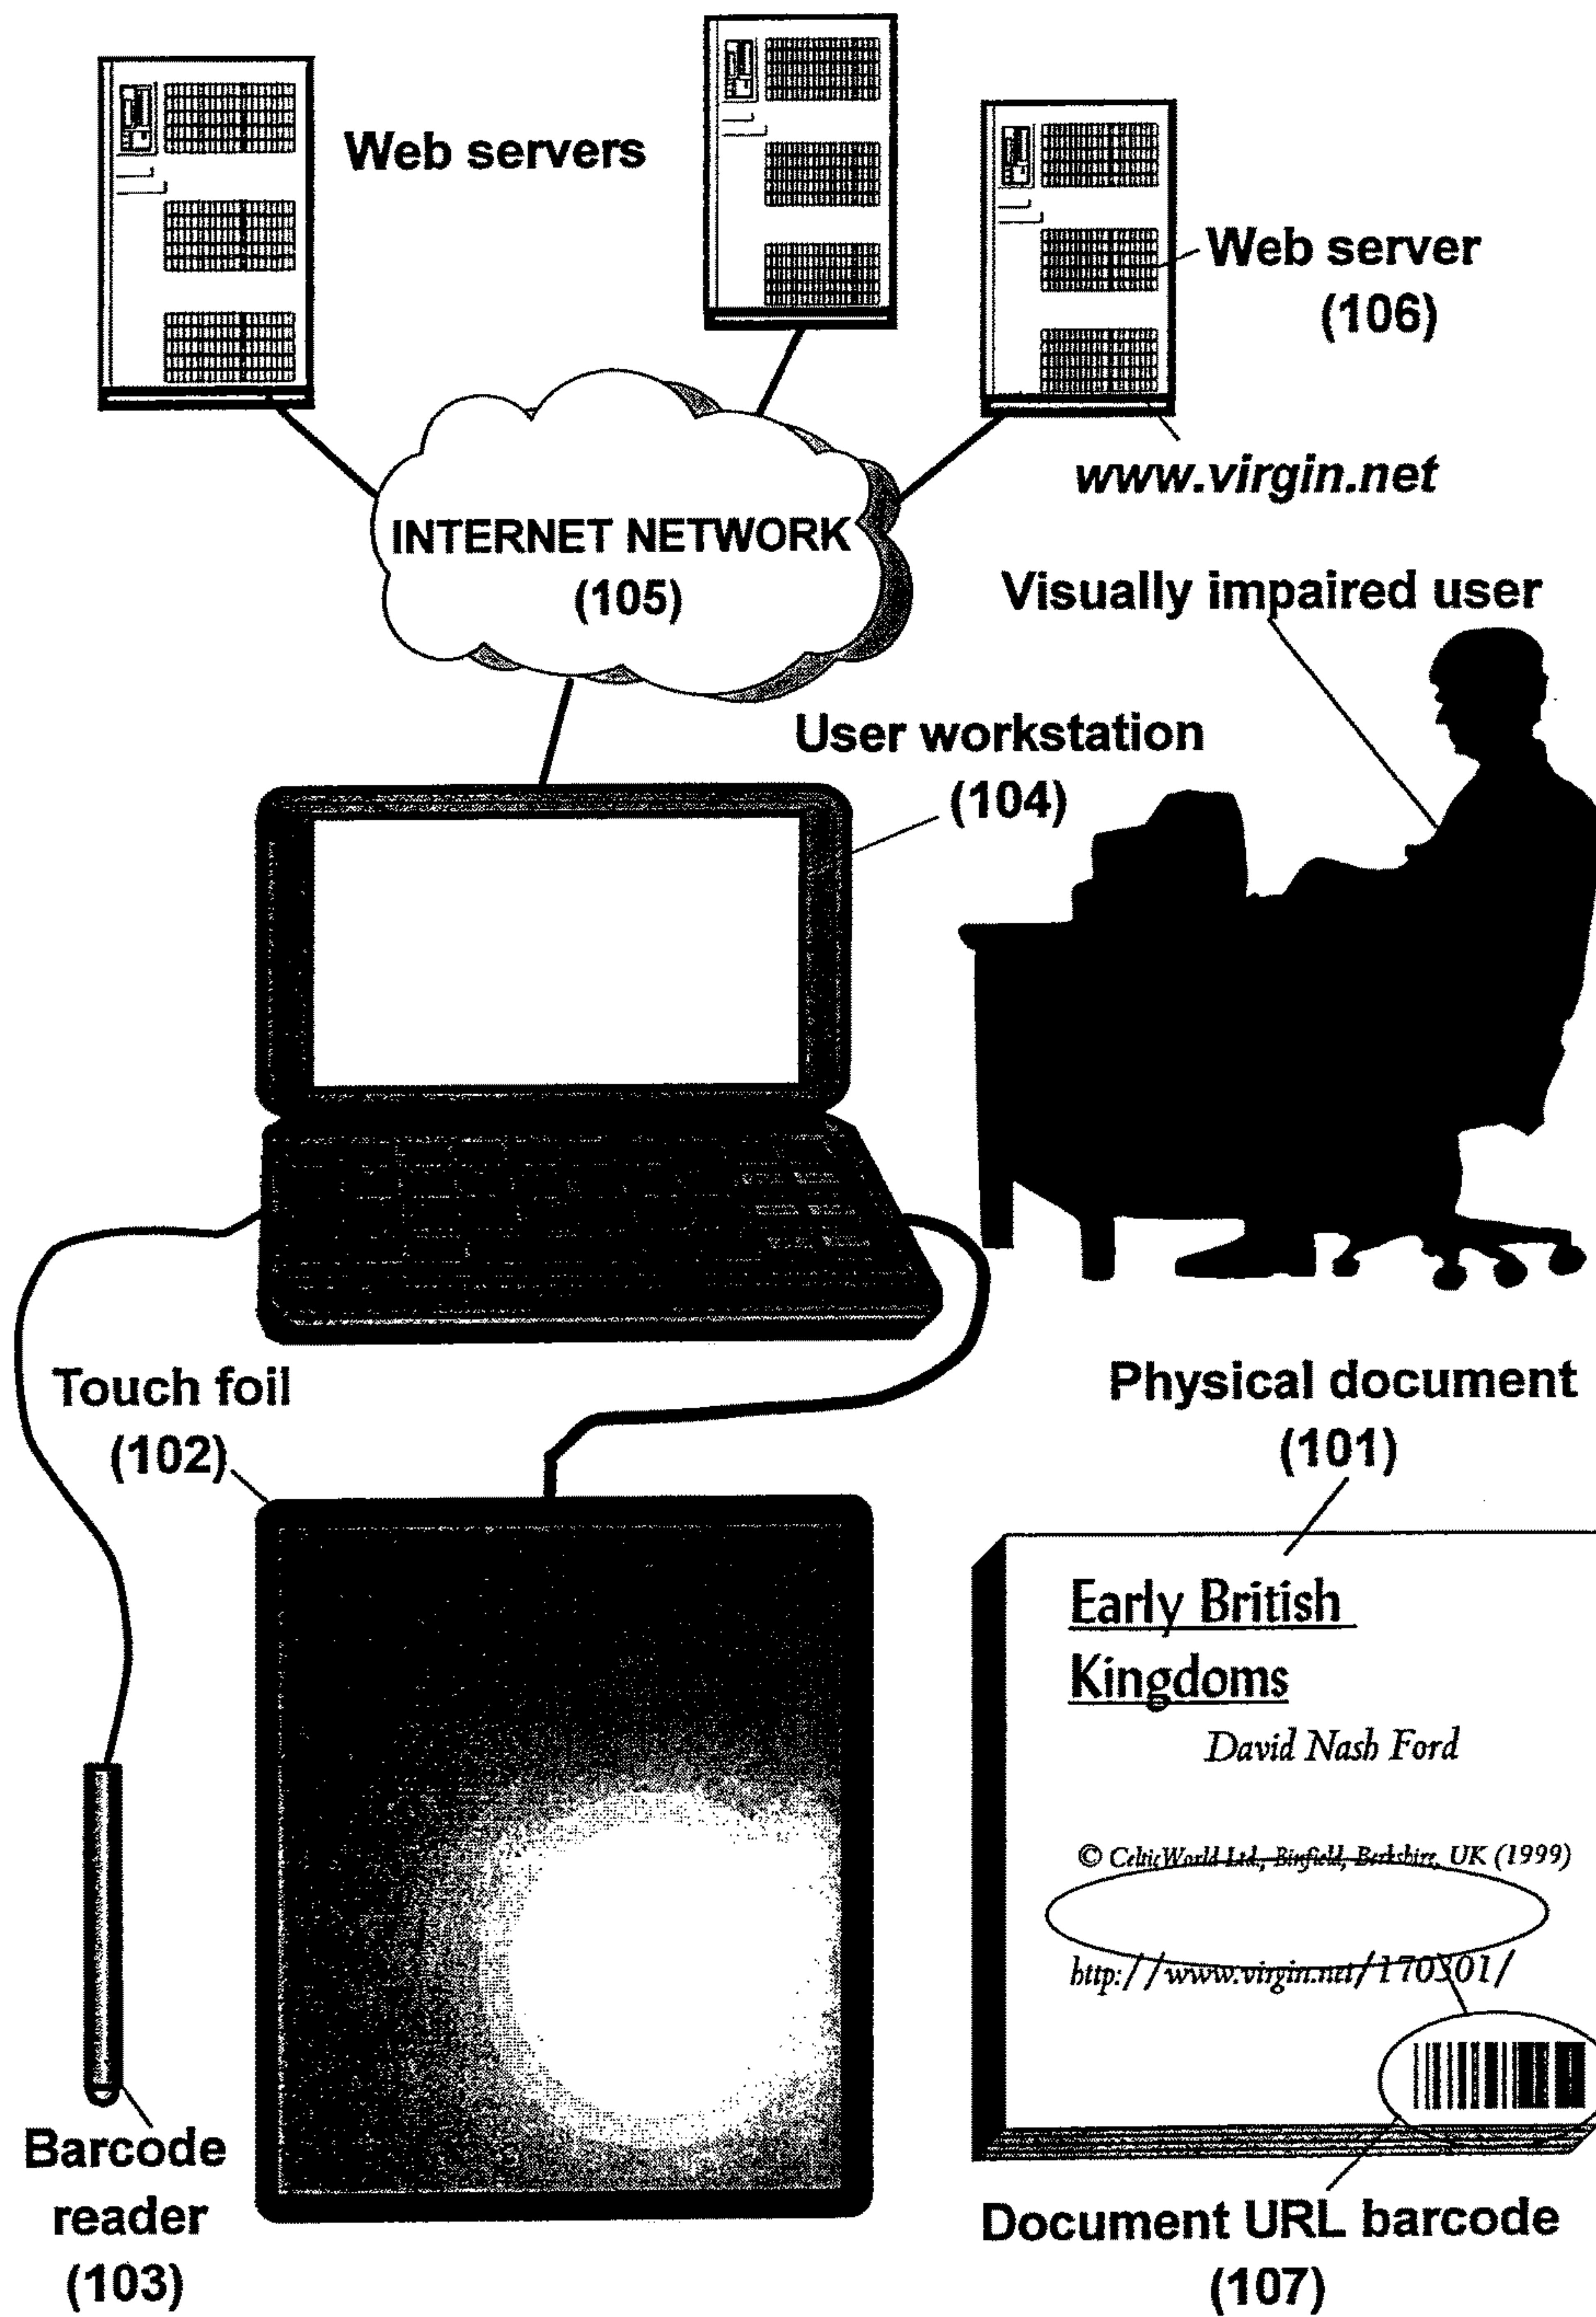 Web servers
Web server
(106)
www.virgin.net
INTERNET NETWORK
(105)
Visually impaired user
User workstation
(104)
Touch foil
(102)
Physical document
(101)
Early British
Kingdoms
David Nash Ford
© CelticWorld Ltd., Binfield, Berkshire, UK (1999)
http://www.virgin.net/170301/
Barcode
reader
(103)
Document URL barcode
(107)